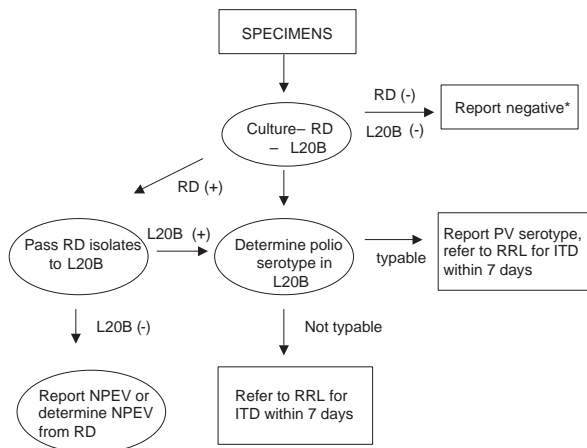 SPECIMENS
RD (-)
L20B (-)
Report negative*
Culture– RD
– L20B
RD (+)
Pass RD isolates
to L20B
L20B (+)
Determine polio
serotype in
L20B
typable
Report PV serotype,
refer to RRL for ITD
within 7 days
L20B (-)
Not typable
Report NPEV or
determine NPEV
from RD
Refer to RRL for
ITD within 7 days